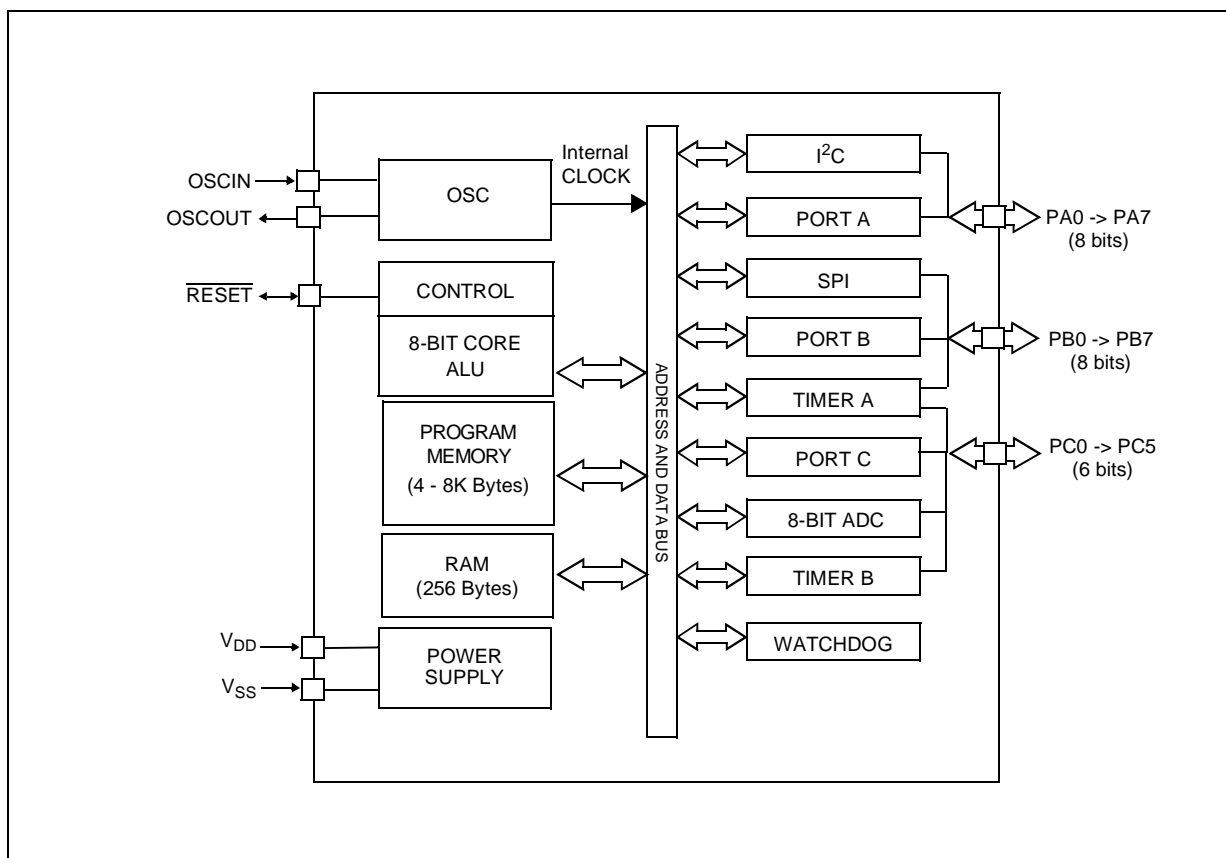 OSCIN
OSCOUT
RESET
V_DD
V_SS
OSC
Internal
CLOCK
CONTROL
8-BIT CORE
ALU
PROGRAM
MEMORY
(4 - 8K Bytes)
RAM
(256 Bytes)
POWER
SUPPLY
ADDRESS AND DATA BUS
I²C
PORT A
SPI
PORT B
TIMER A
PORT C
8-BIT ADC
TIMER B
WATCHDOG
PA0 -> PA7
(8 bits)
PB0 -> PB7
(8 bits)
PC0 -> PC5
(6 bits)